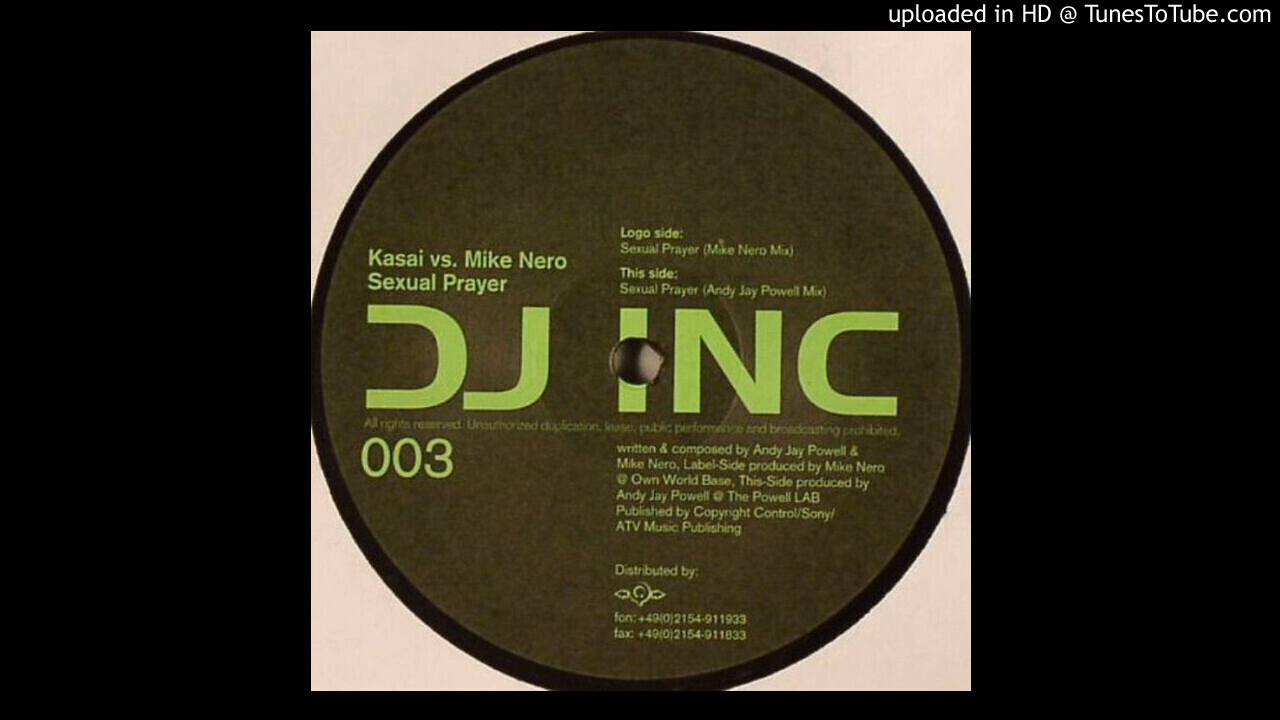 uploaded in HD @ TunesToTube.com
Kasai vs. Mike Nero
Sexual Prayer
Logo side:
Sexual Prayer (Mike Nero Mix)
This side:
Sexual Prayer (Andy Jay Powell Mix)
DJ INC
All rights reserved. Unauthorized duplication, lease, public performance and broadcasting prohibited.
003
written & composed by Andy Jay Powell &
Mike Nero, Label-Side produced by Mike Nero
@ Own World Base, This-Side produced by
Andy Jay Powell @ The Powell LAB
Published by Copyright Control/Sony/
ATV Music Publishing
Distributed by:
fon: +49(0)2154-911933
fax: +49(0)2154-911633